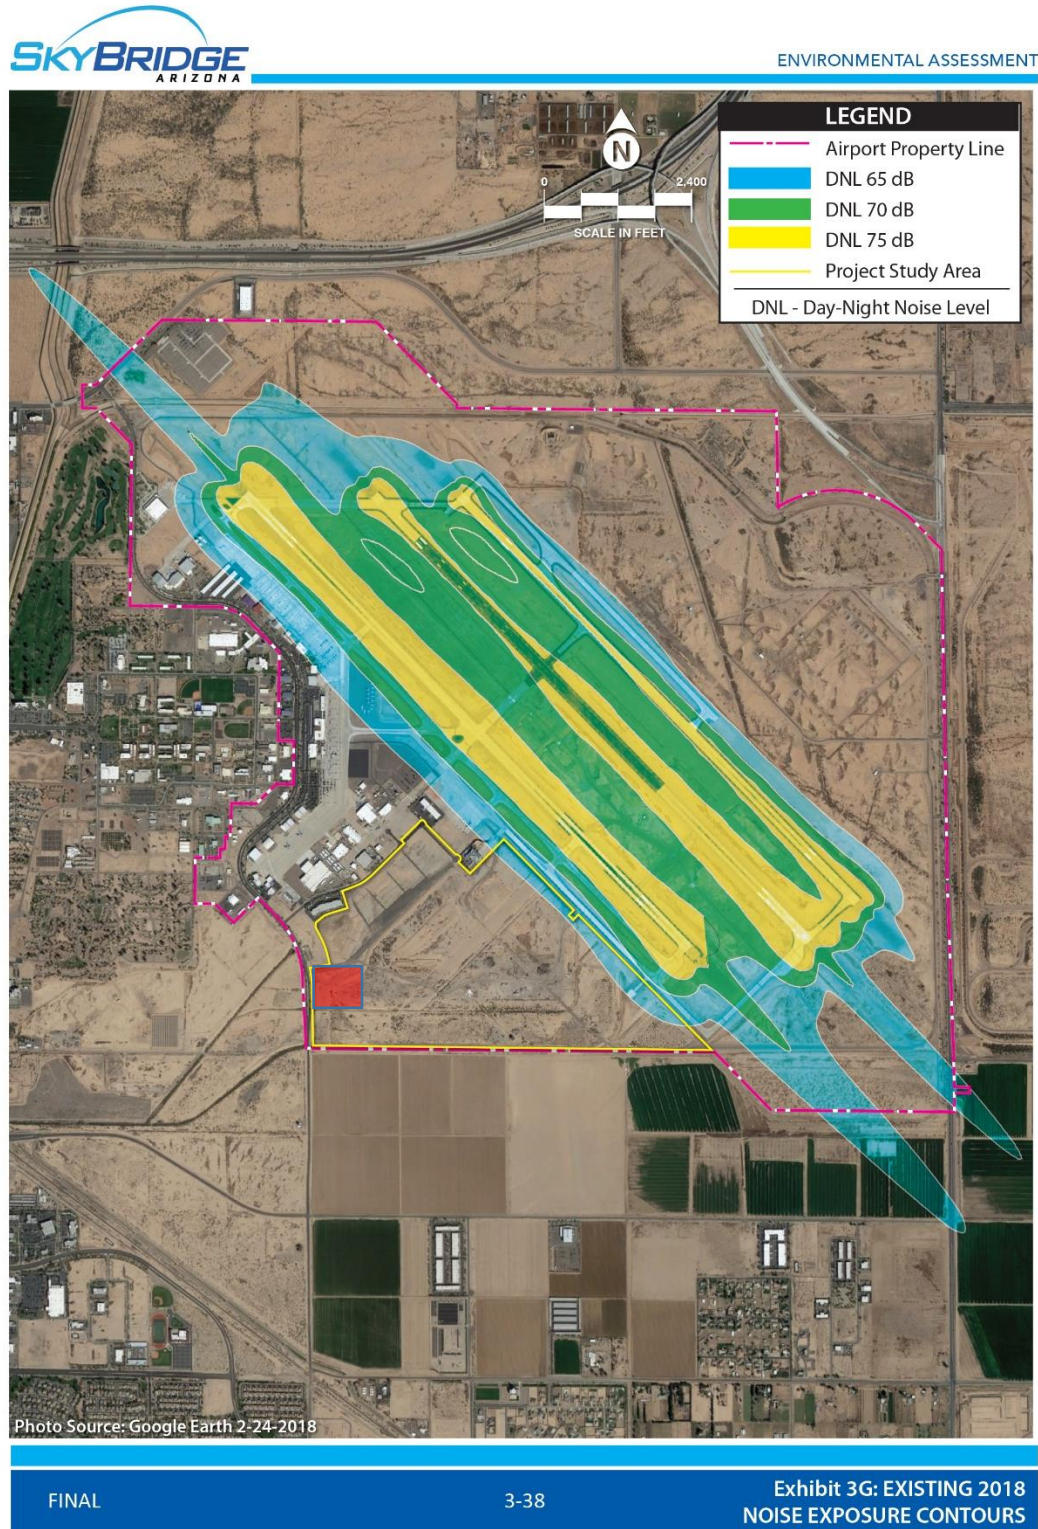 SKYBRIDGE
ARIZONA
ENVIRONMENTAL ASSESSMENT
LEGEND
Airport Property Line
DNL 65 dB
DNL 70 dB
DNL 75 dB
Project Study Area
DNL - Day-Night Noise Level
N
0 2,400
SCALE IN FEET
Photo Source: Google Earth 2-24-2018
FINAL
3-38
Exhibit 3G: EXISTING 2018
NOISE EXPOSURE CONTOURS